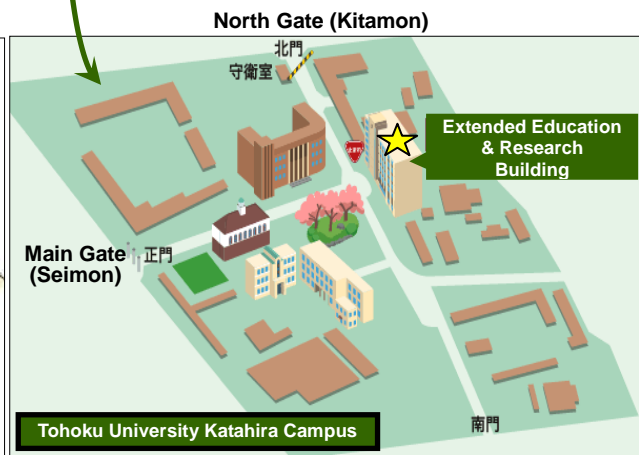 North Gate (Kitamon)
北門
守衛室
Extended Education
& Research
Building
Main Gate
(Seimon)
正門
Tohoku University Katahira Campus
南門